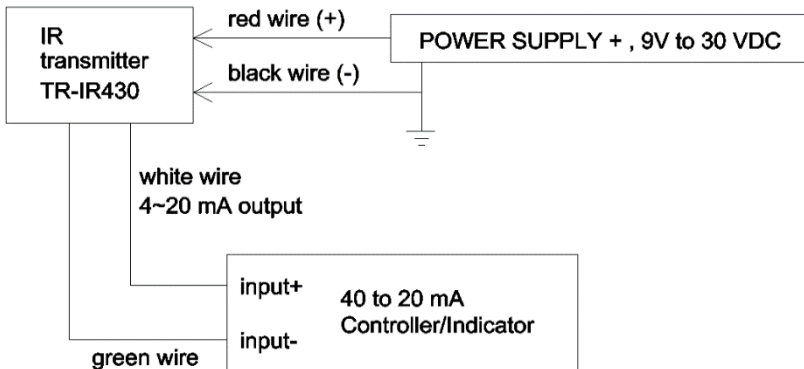 IR
transmitter
TR-IR430
red wire (+)
POWER SUPPLY + , 9V to 30 VDC
black wire (-)
white wire
4~20 mA output
input+
40 to 20 mA
Controller/Indicator
input-
green wire